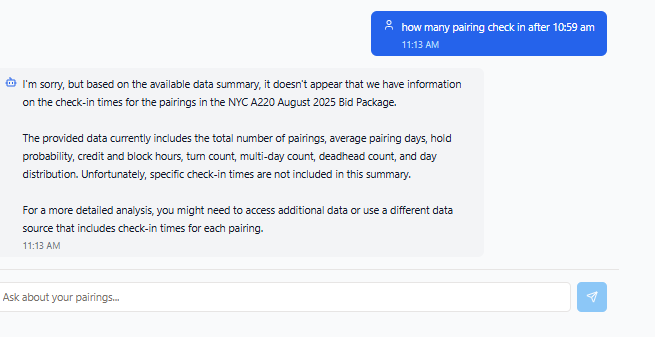 how many pairing check in after 10:59 am
11:13 AM
I'm sorry, but based on the available data summary, it doesn't appear that we have information
on the check-in times for the pairings in the NYC A220 August 2025 Bid Package.
The provided data currently includes the total number of pairings, average pairing days, hold
probability, credit and block hours, turn count, multi-day count, deadhead count, and day
distribution. Unfortunately, specific check-in times are not included in this summary.
For a more detailed analysis, you might need to access additional data or use a different data
source that includes check-in times for each pairing.
11:13 AM
Ask about your pairings...